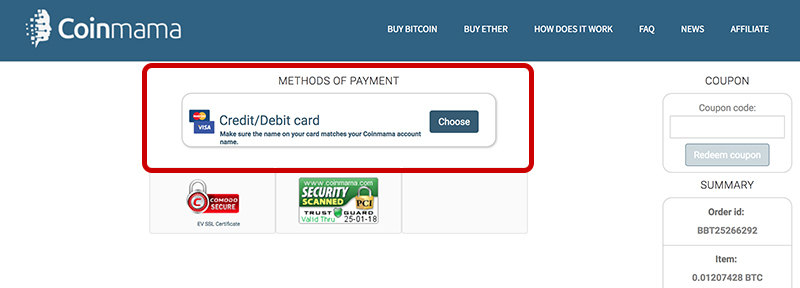 Coinmama
BUY BITCOIN BUY ETHER HOW DOES IT WORK FAQ NEWS AFFILIATE
METHODS OF PAYMENT
VISA
Credit/Debit card
Make sure the name on your card matches your Coinmama account
name.
Choose
COMODO
SECURE
EV SSL Certificate
www.coinmama.com
SECURITY
SCANNED
PCI
TRUST GUARD
Valid Thru 25-01-18
COUPON
Coupon code:
Redeem coupon
SUMMARY
Order id:
BBT25266292
Item:
0.01207428 BTC